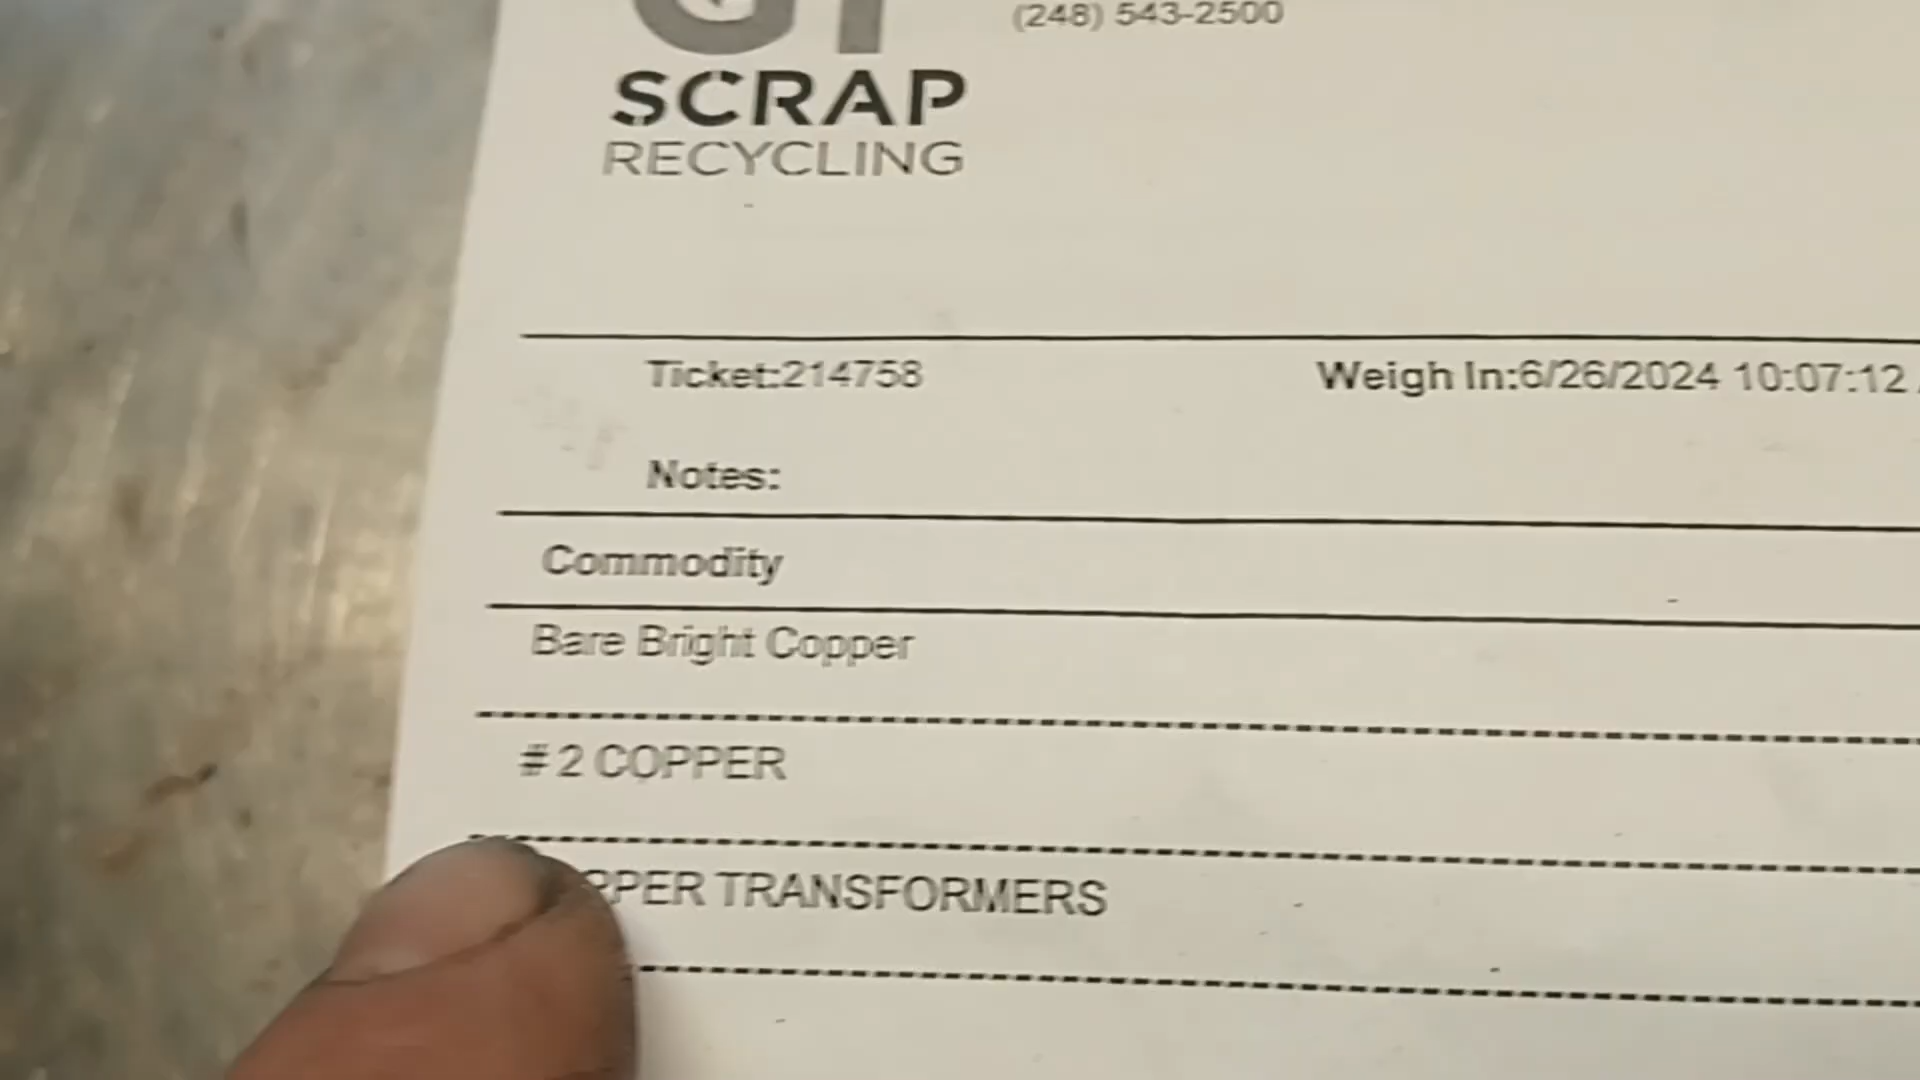 (248) 543-2500
SCRAP
RECYCLING
Ticket:214758 Weigh In:6/26/2024 10:07:12
Notes:
Commodity
Bare Bright Copper
#2 COPPER
PPER TRANSFORMERS